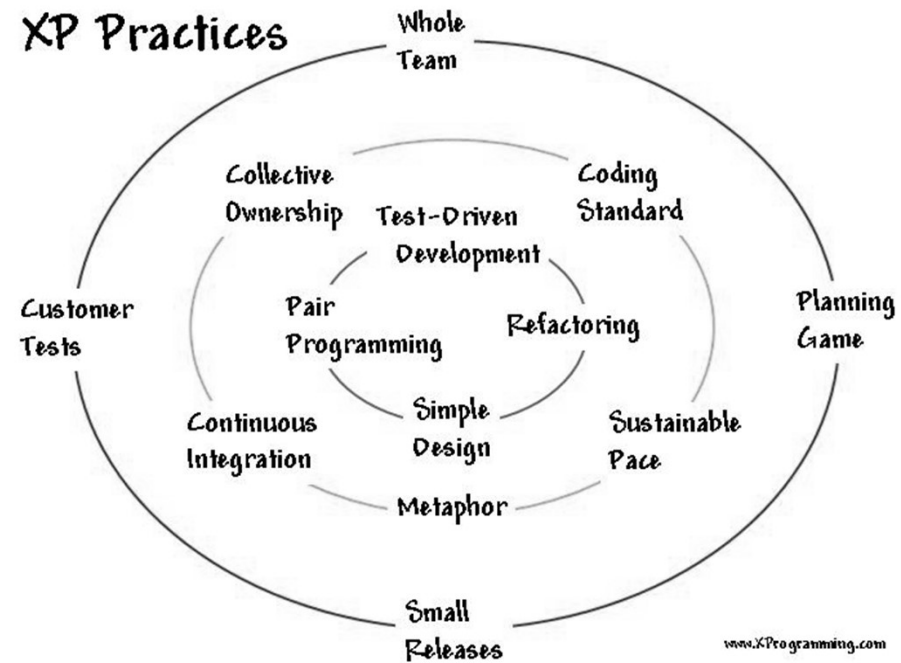 XP Practices
Whole
Team
Collective
Ownership
Coding
Standard
Test-Driven
Development
Customer
Tests
Pair
Programming
Refactoring
Planning
Game
Continuous
Integration
Simple
Design
Sustainable
Pace
Metaphor
Small
Releases
www.XProgramming.com